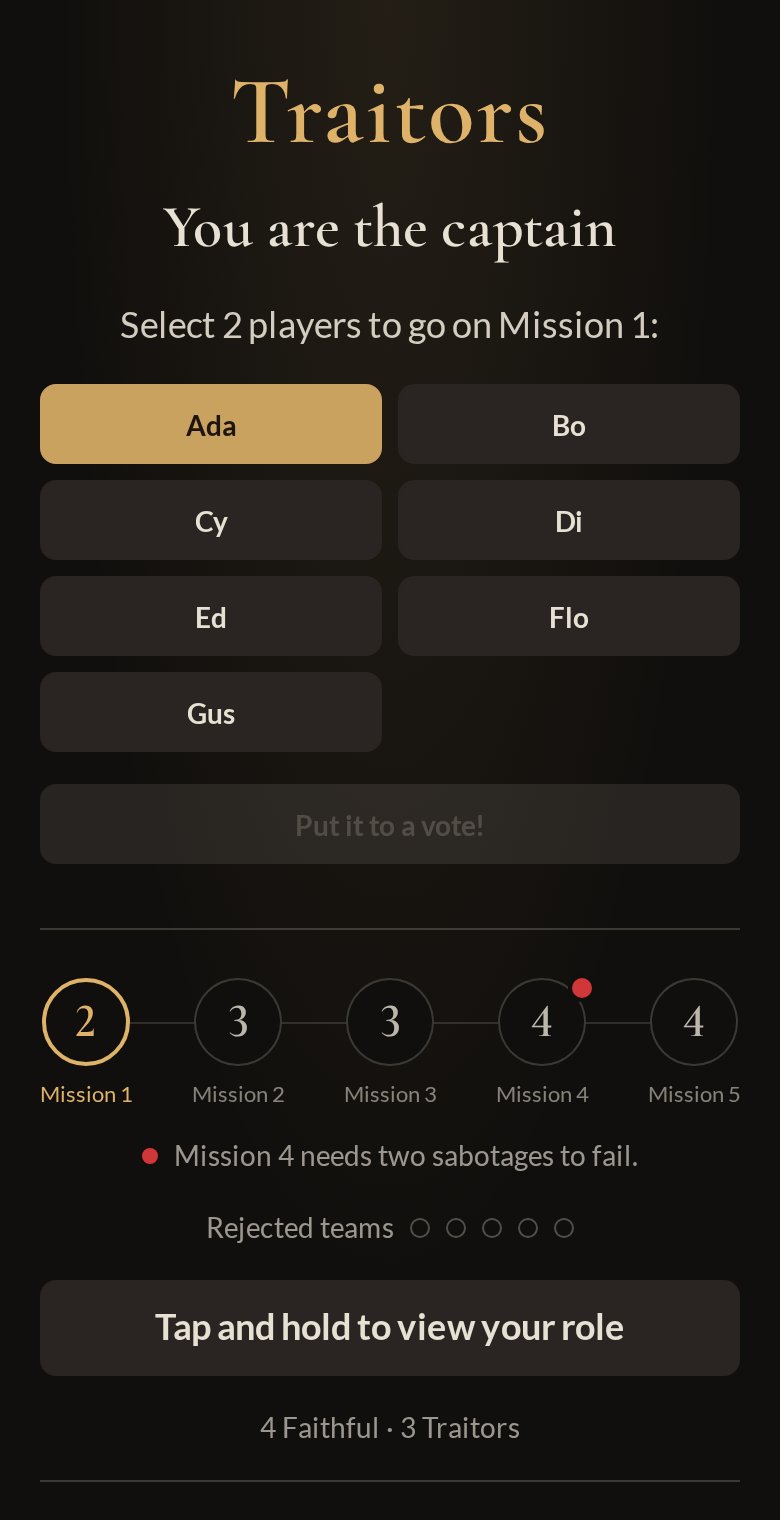 Traitors
You are the captain
Select 2 players to go on Mission 1:
Ada
Bo
Cy
Di
Ed
Flo
Gus
Put it to a vote!
2
3
3
4
4
Mission 1
Mission 2
Mission 3
Mission 4
Mission 5
Mission 4 needs two sabotages to fail.
Rejected teams
Tap and hold to view your role
4 Faithful · 3 Traitors